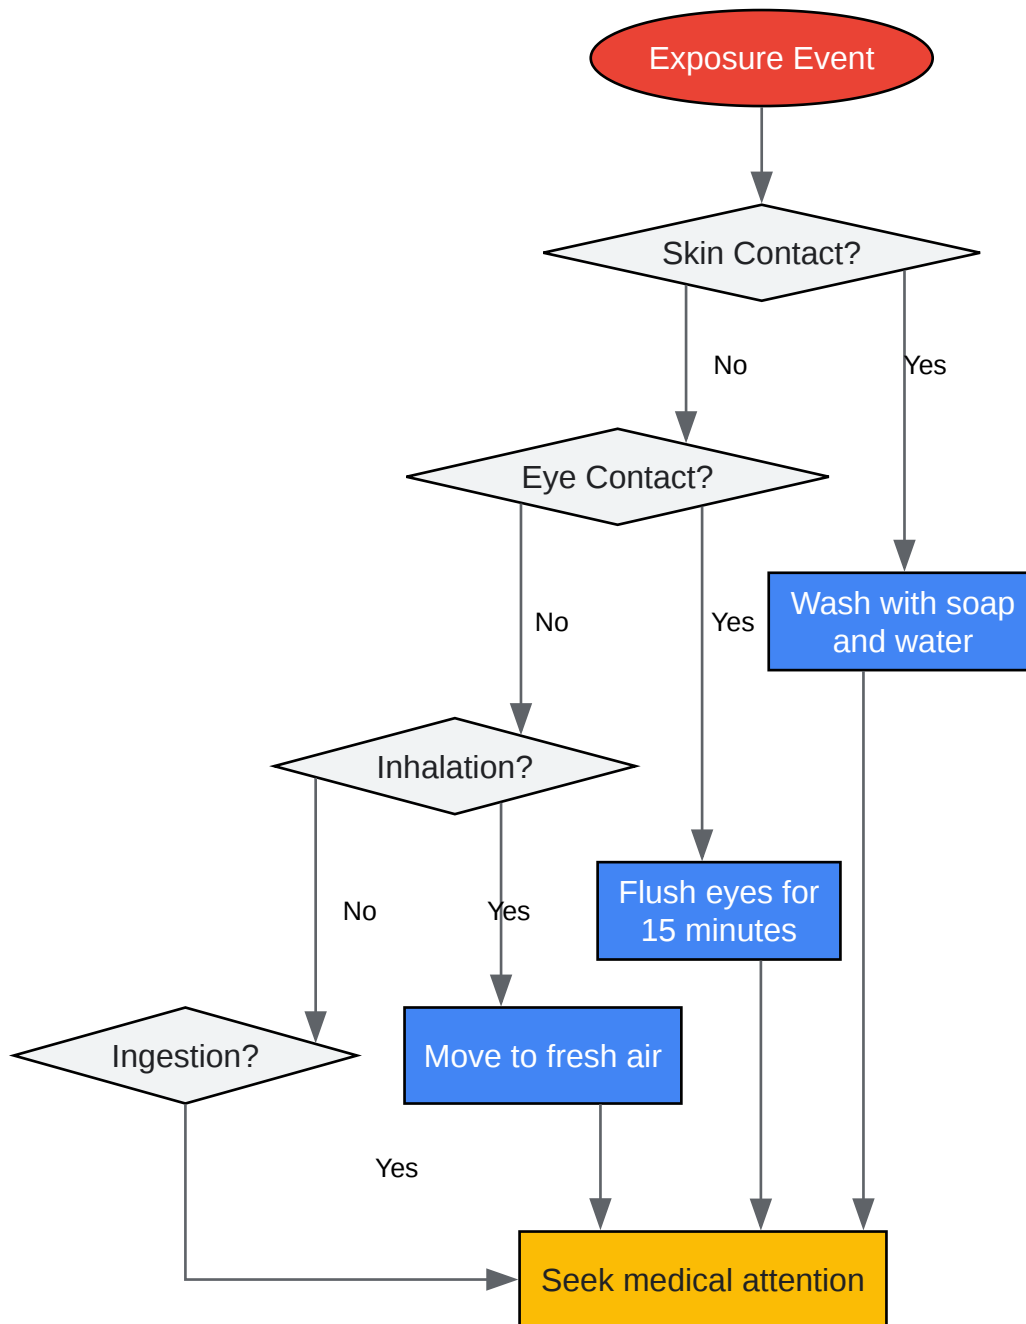 Exposure Event
Skin Contact?
No
Yes
Eye Contact?
No
Yes
Wash with soap
and water
Inhalation?
No
Yes
Flush eyes for
15 minutes
Ingestion?
Move to fresh air
Yes
Seek medical attention